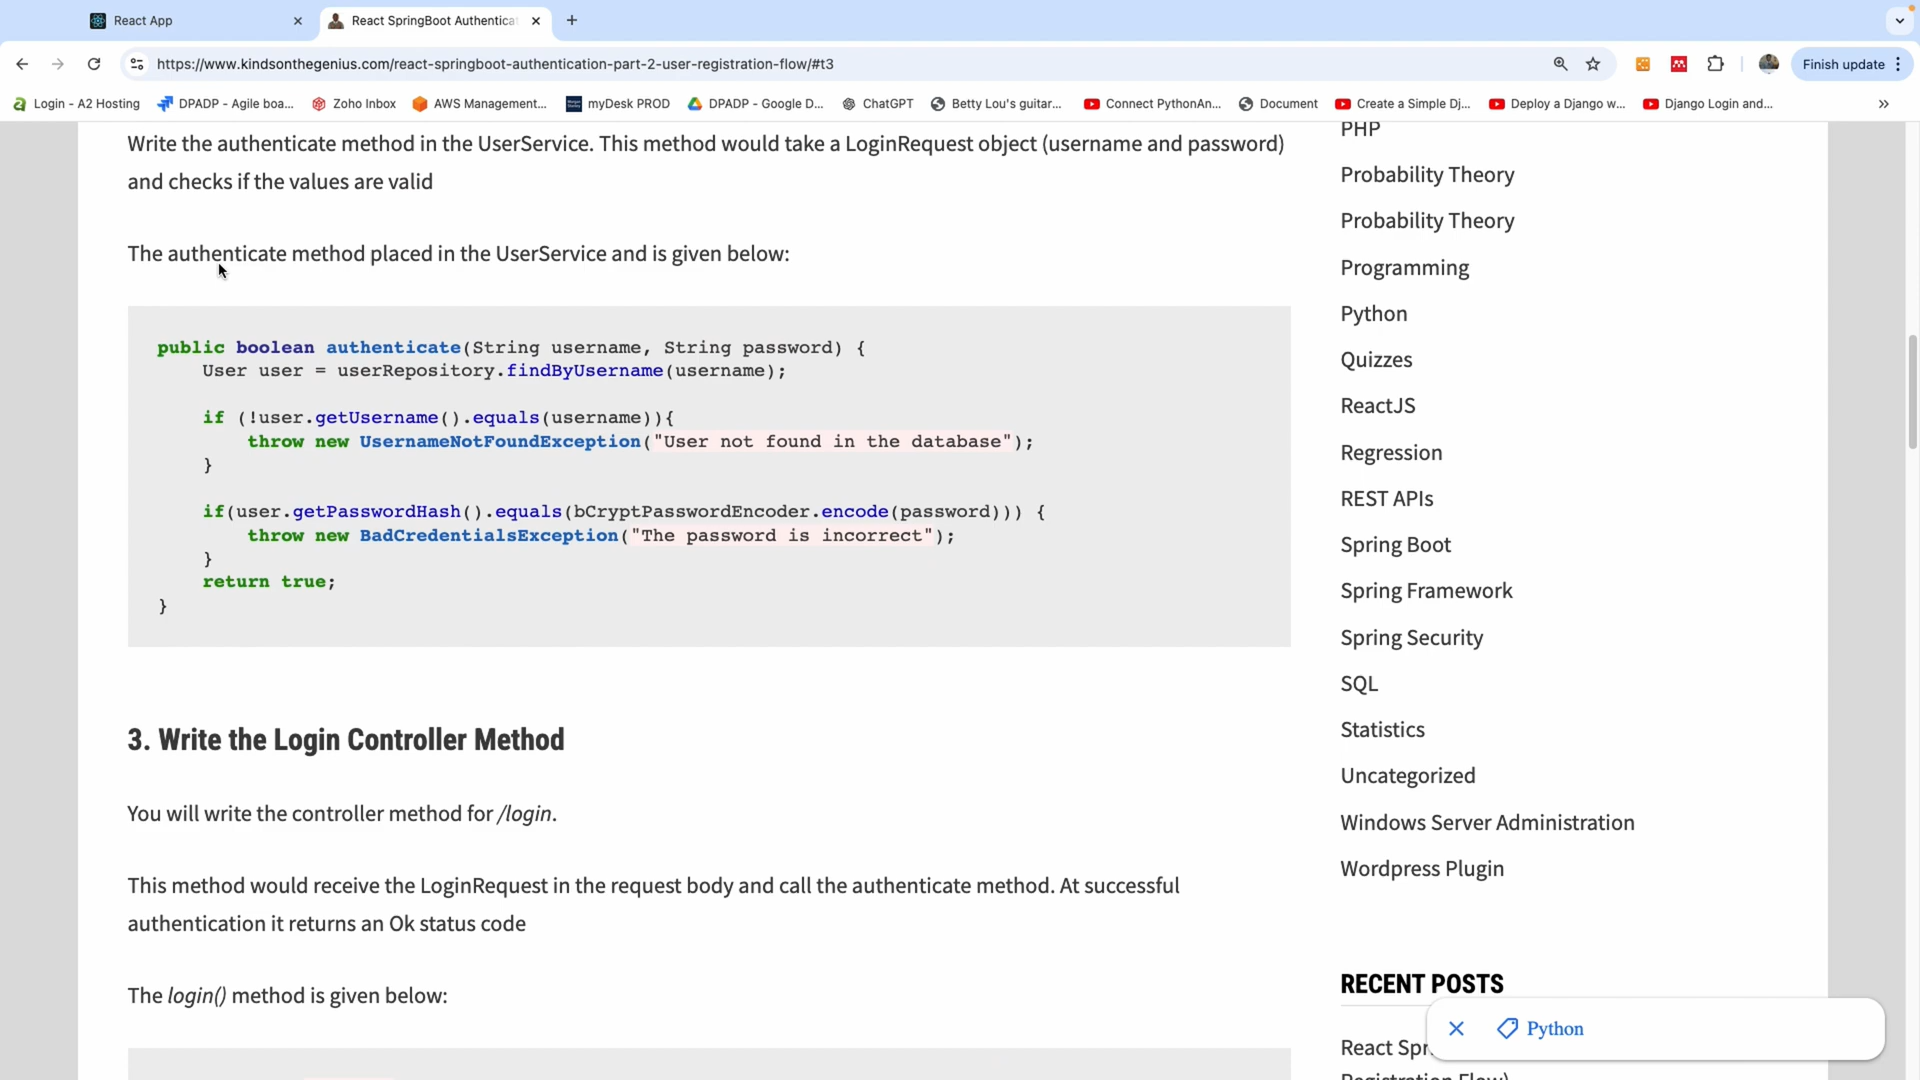 React App
React SpringBoot Authentica
https://www.kindsonthegenius.com/react-springboot-authentication-part-2-user-registration-flow/#t3
Finish update
Login - A2 Hosting
DPADP - Agile boa...
Zoho Inbox
AWS Management...
myDesk PROD
DPADP - Google D...
ChatGPT
Betty Lou's guitar...
Connect PythonAn...
Document
Create a Simple Dj...
Deploy a Django w...
Django Login and...
Write the authenticate method in the UserService. This method would take a LoginRequest object (username and password)
and checks if the values are valid
The authenticate method placed in the UserService and is given below:
public boolean authenticate(String username, String password) {
User user = userRepository.findByUsername(username);
if (!user.getUsername().equals(username)){
throw new UsernameNotFoundException("User not found in the database");
}
if(user.getPasswordHash().equals(bCryptPasswordEncoder.encode(password))) {
throw new BadCredentialsException("The password is incorrect");
}
return true;
}
3. Write the Login Controller Method
You will write the controller method for /login.
This method would receive the LoginRequest in the request body and call the authenticate method. At successful
authentication it returns an Ok status code
The login() method is given below:
PHP
Probability Theory
Probability Theory
Programming
Python
Quizzes
ReactJS
Regression
REST APIs
Spring Boot
Spring Framework
Spring Security
SQL
Statistics
Uncategorized
Windows Server Administration
Wordpress Plugin
RECENT POSTS
React Spr
Python